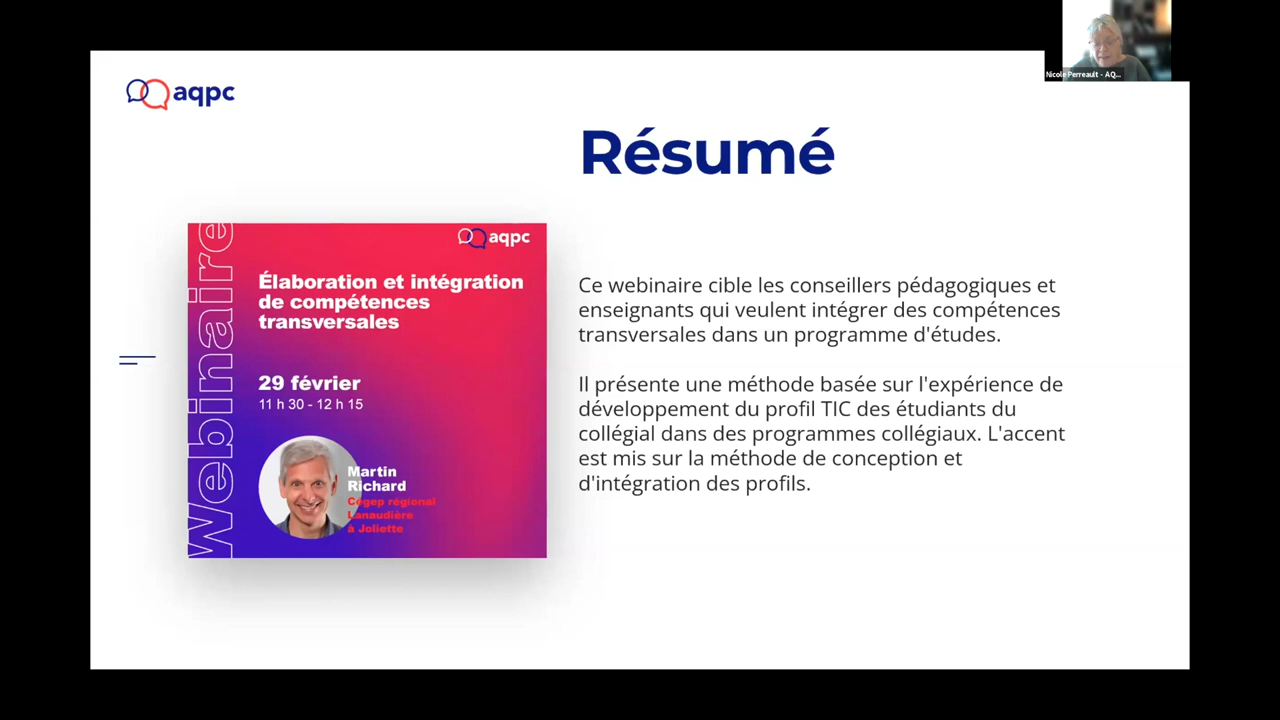 Nicole Perreault - AQ...
aqpc
Résumé
Webinaire
aqpc
Élaboration et intégration
de compétences
transversales
29 février
11 h 30 - 12 h 15
Martin
Richard
Cégep régional
Lanaudière
à Joliette
Ce webinaire cible les conseillers pédagogiques et
enseignants qui veulent intégrer des compétences
transversales dans un programme d'études.
Il présente une méthode basée sur l'expérience de
développement du profil TIC des étudiants du
collégial dans des programmes collégiaux. L'accent
est mis sur la méthode de conception et
d'intégration des profils.